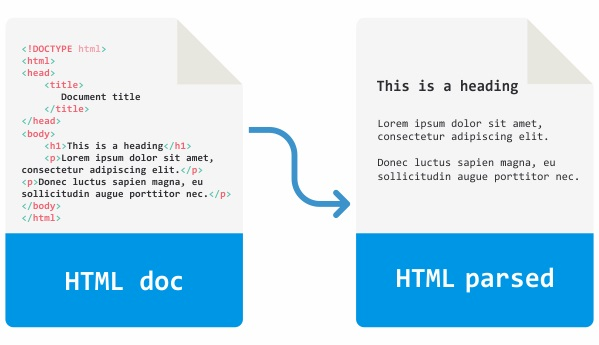 <!DOCTYPE html>
<html>
<head>
<title>
Document title
</title>
</head>
<body>
<h1>This is a heading</h1>
<p>Lorem ipsum dolor sit amet,
consectetur adipiscing elit.</p>
<p>Donec luctus sapien magna, eu
sollicitudin augue porttitor nec.</p>
</body>
</html>
HTML doc
This is a heading
Lorem ipsum dolor sit amet,
consectetur adipiscing elit.
Donec luctus sapien magna, eu
sollicitudin augue porttitor nec.
HTML parsed